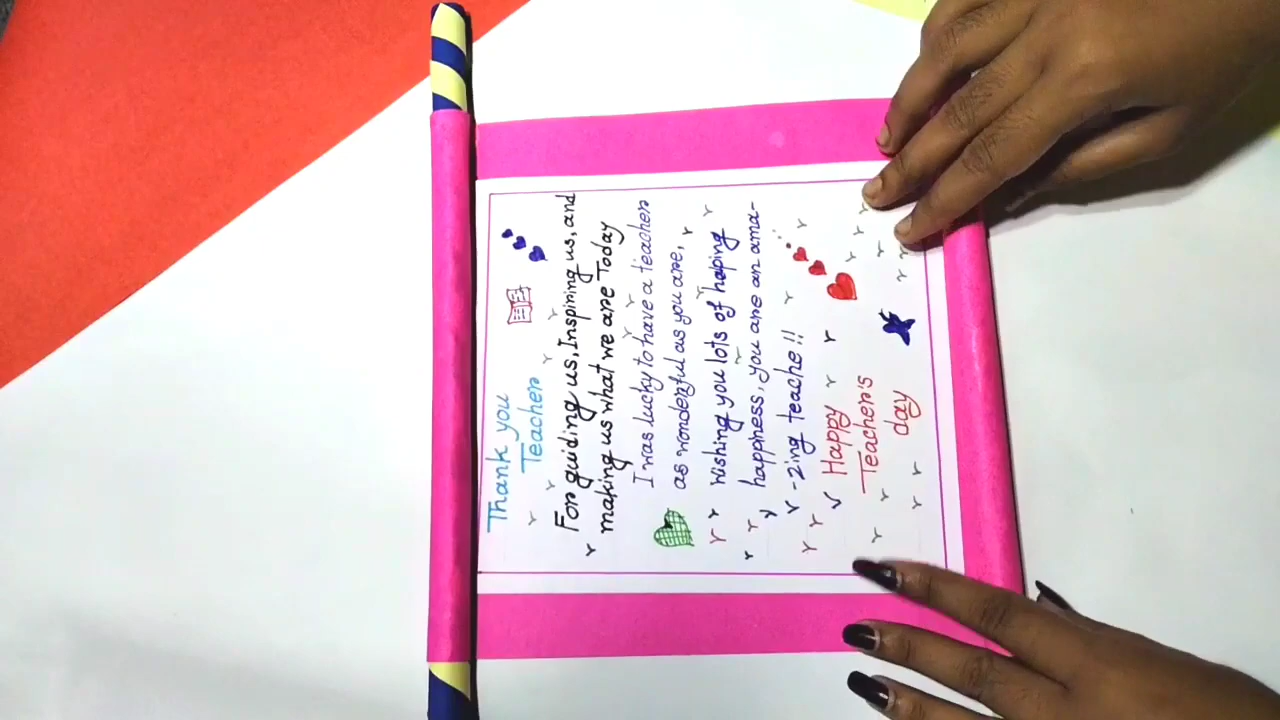 Thank you
Teacher
For guiding us, Inspiring us, and
making us what we are Today
I was lucky to have a teacher
as wonderful as you are,
wishing you lots of haping
happness, you are an ama-
-zing teache!!
Happy
Teacher's
day